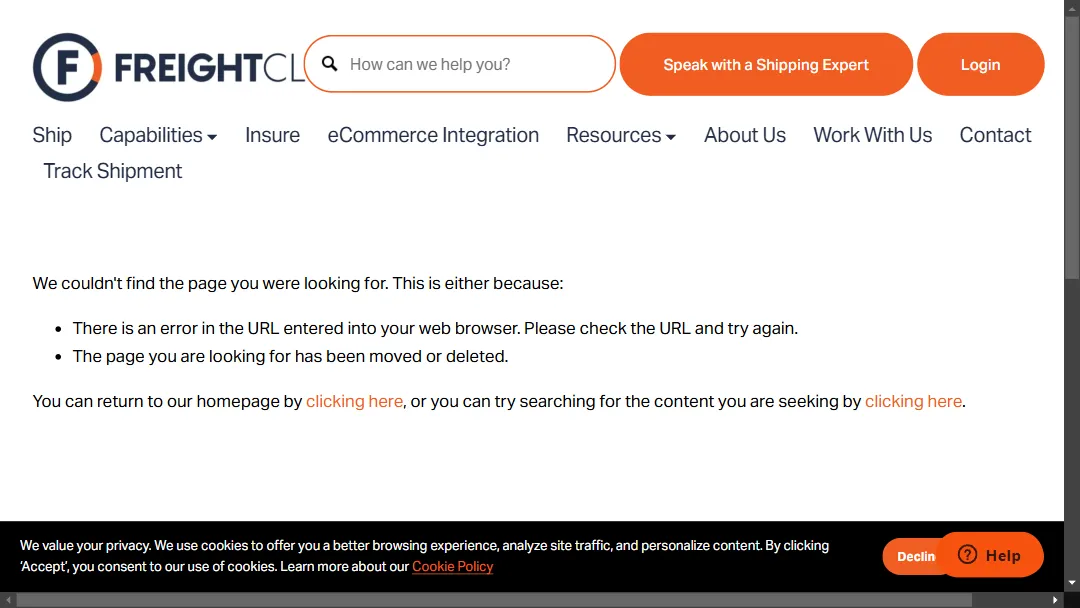 F FREIGHTCL
How can we help you?
Speak with a Shipping Expert
Login
Ship Capabilities Insure eCommerce Integration Resources About Us Work With Us Contact
Track Shipment
We couldn't find the page you were looking for. This is either because:
• There is an error in the URL entered into your web browser. Please check the URL and try again.
• The page you are looking for has been moved or deleted.
You can return to our homepage by clicking here, or you can try searching for the content you are seeking by clicking here.
We value your privacy. We use cookies to offer you a better browsing experience, analyze site traffic, and personalize content. By clicking
'Accept', you consent to our use of cookies. Learn more about our Cookie Policy
Declin
? Help